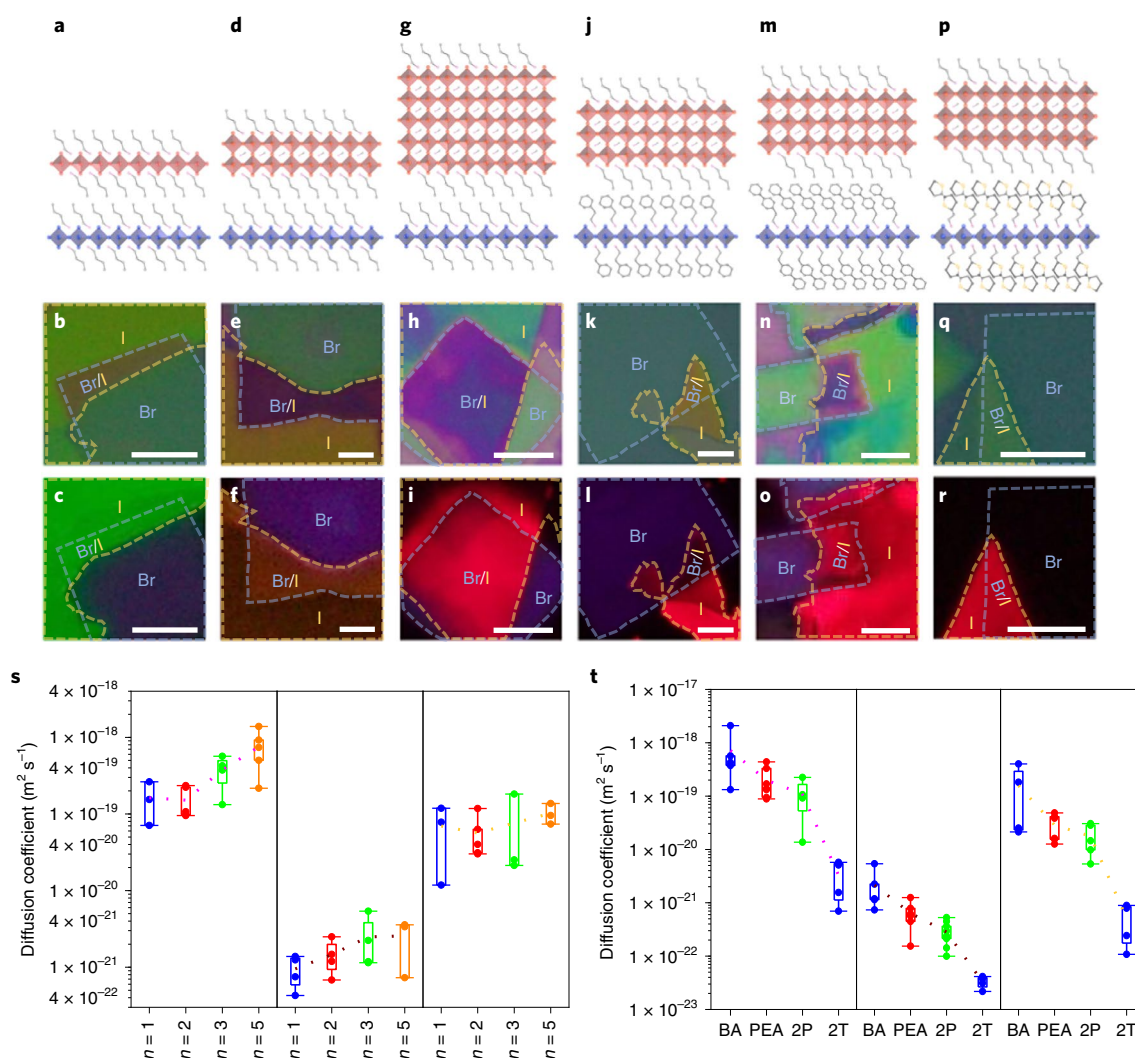 a d g j m p
b I Br/I Br
e Br Br/I I
h I Br/I Br
k Br Br/I I
n Br Br/I I
q Br Br/I I
c I Br/I Br
f Br Br/I I
i I Br/I Br
l Br Br/I I
o Br Br/I I
r Br Br/I I
s
Diffusion coefficient (m² s⁻¹)
4 × 10⁻¹⁸
1 × 10⁻¹⁸
4 × 10⁻¹⁹
1 × 10⁻¹⁹
4 × 10⁻²⁰
1 × 10⁻²⁰
4 × 10⁻²¹
1 × 10⁻²¹
4 × 10⁻²²
n = 1 n = 2 n = 3 n = 5 n = 1 n = 2 n = 3 n = 5 n = 1 n = 2 n = 3 n = 5
t
Diffusion coefficient (m² s⁻¹)
1 × 10⁻¹⁷
1 × 10⁻¹⁸
1 × 10⁻¹⁹
1 × 10⁻²⁰
1 × 10⁻²¹
1 × 10⁻²²
1 × 10⁻²³
BA PEA 2P 2T BA PEA 2P 2T BA PEA 2P 2T